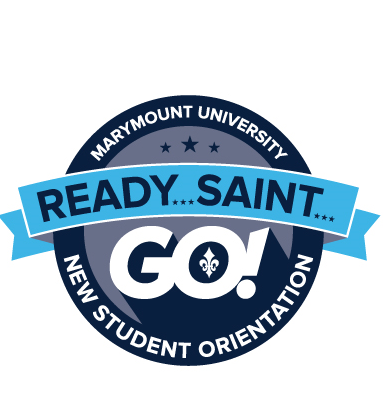 MARYMOUNT UNIVERSITY
READY...SAINT...
GO!
NEW STUDENT ORIENTATION